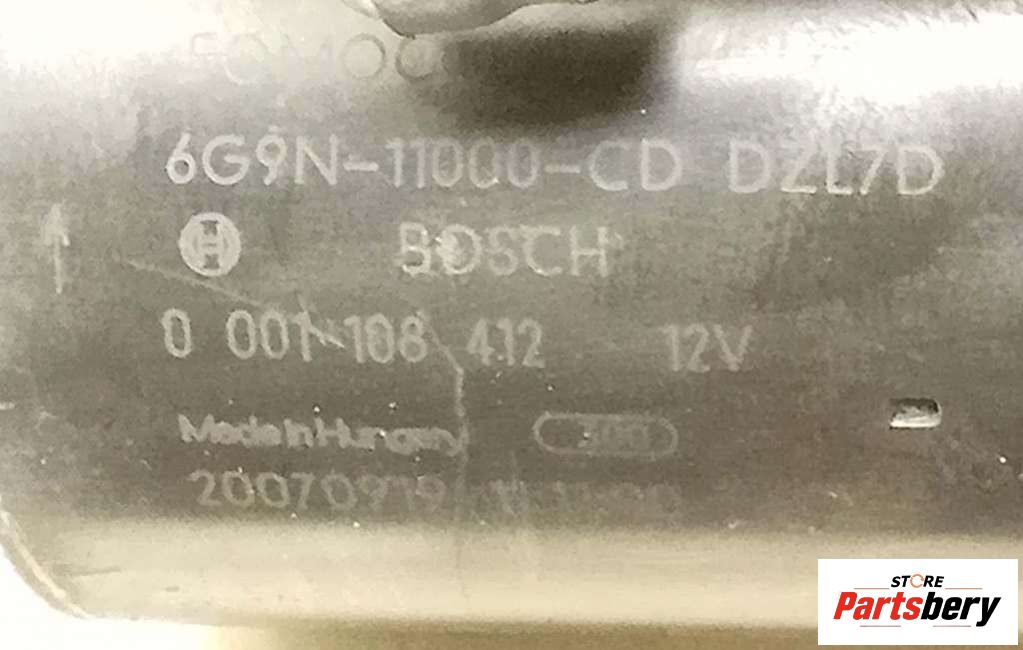 6G9N-11000-CD DZL7D
BOSCH
0 001 108 412 12V
Made in Hungary
STORE
Partsbery